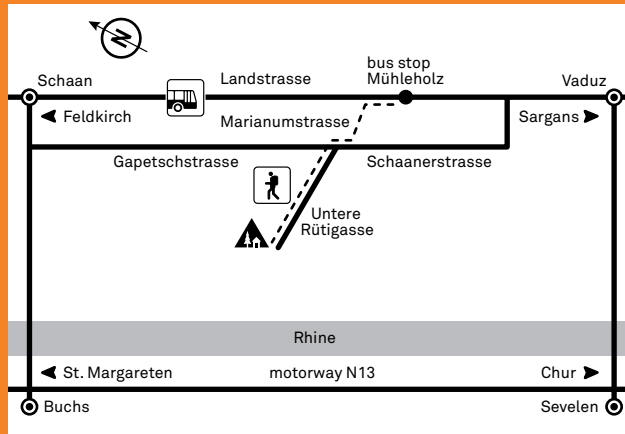 N
bus stop
Schaan
Landstrasse
Mühleholz
Vaduz
Feldkirch
Marianumstrasse
Sargans
Gapetschstrasse
Schaanerstrasse
Untere
Rütigasse
Rhine
St. Margareten
motorway N13
Chur
Buchs
Sevelen